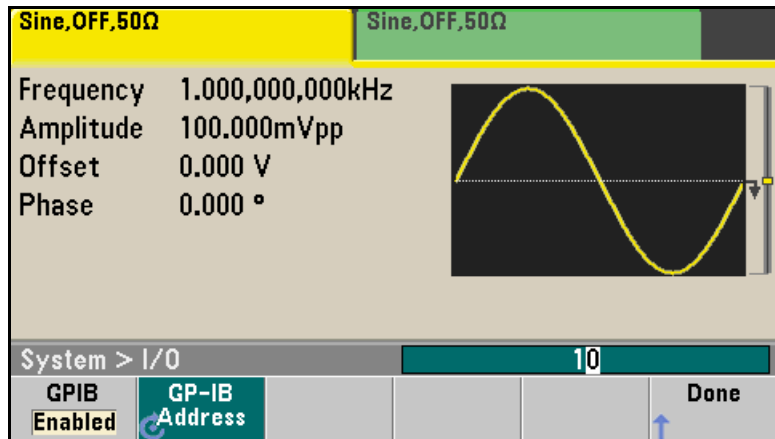 Sine,OFF,50Ω
Sine,OFF,50Ω
Frequency 1.000,000,000kHz
Amplitude 100.000mVpp
Offset 0.000 V
Phase 0.000 °
System > I/O
10
GPIB
Enabled
GP-IB
Address
Done